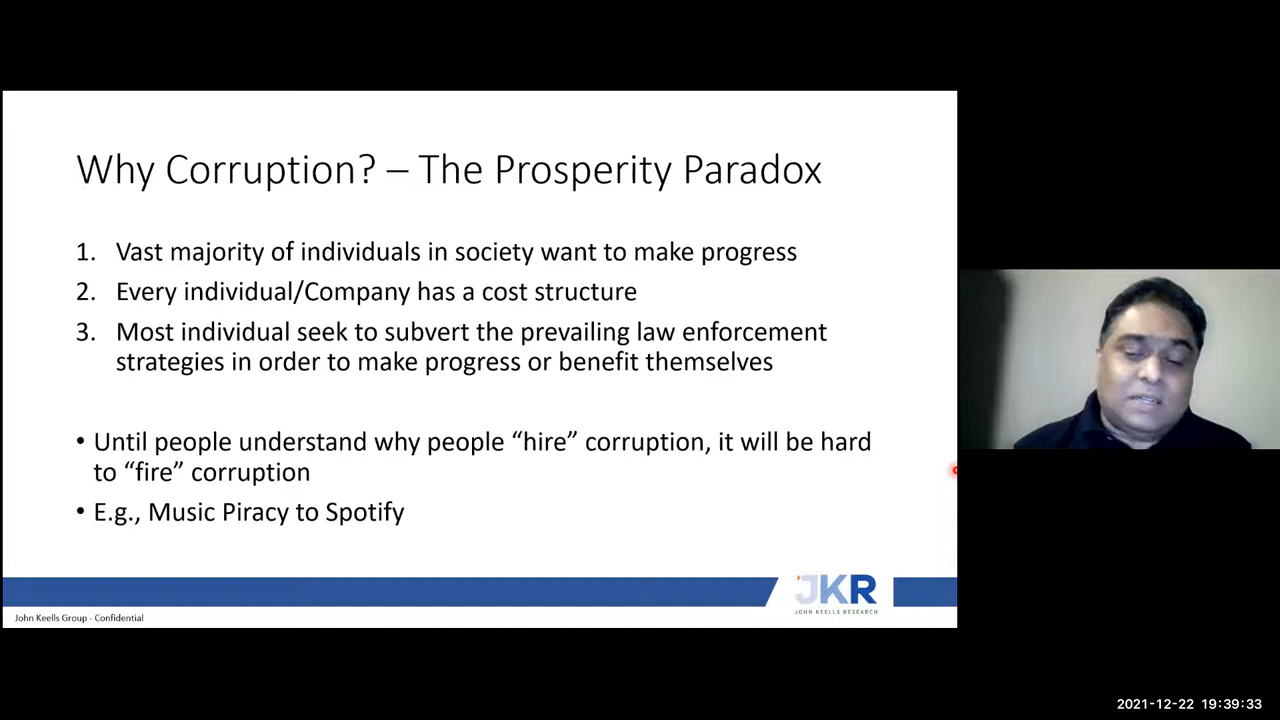 Why Corruption? – The Prosperity Paradox
1. Vast majority of individuals in society want to make progress
2. Every individual/Company has a cost structure
3. Most individual seek to subvert the prevailing law enforcement
strategies in order to make progress or benefit themselves
• Until people understand why people “hire” corruption, it will be hard
to “fire” corruption
• E.g., Music Piracy to Spotify
JKR
JOHN KEELLS RESEARCH
John Keells Group - Confidential
2021-12-22 19:39:33